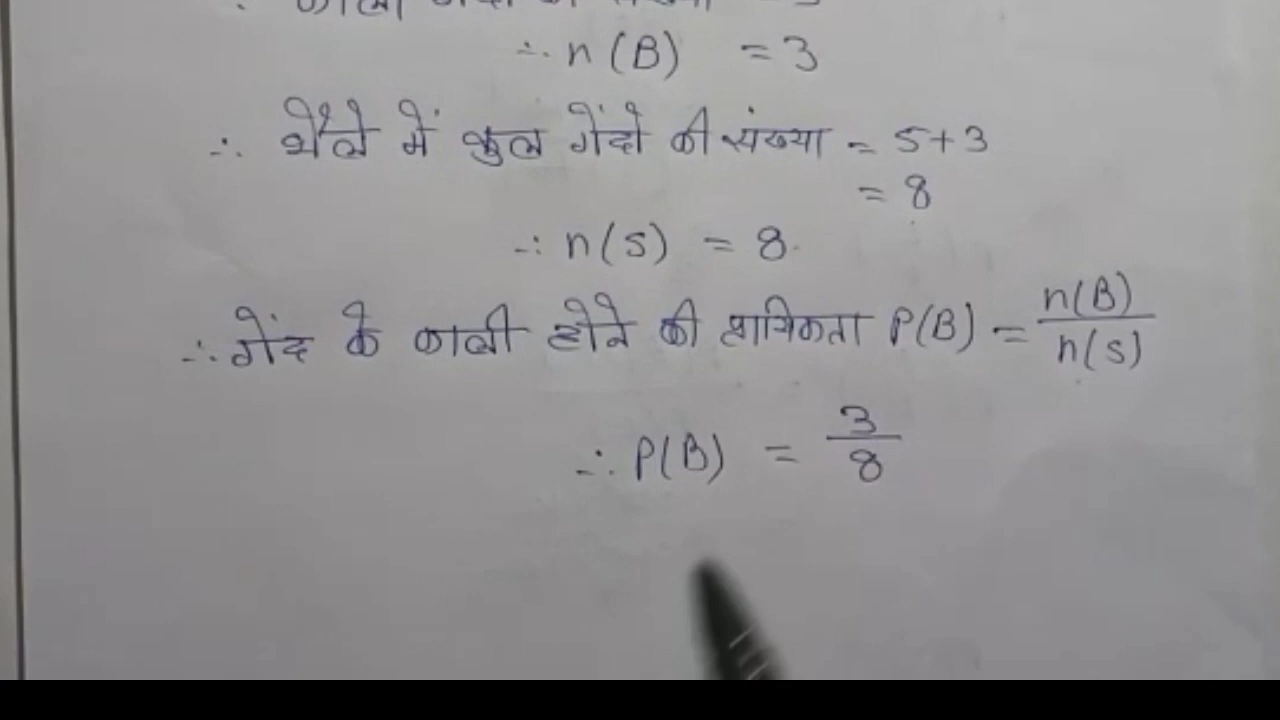 ∴ n(B) = 3
∴ थैले में कुल गेंदो की संख्या = 5+3
= 8
∴ n(s) = 8
∴ गेंद के काली होने की प्रायिकता P(B) = n(B)/n(s)
∴ P(B) = 3/8